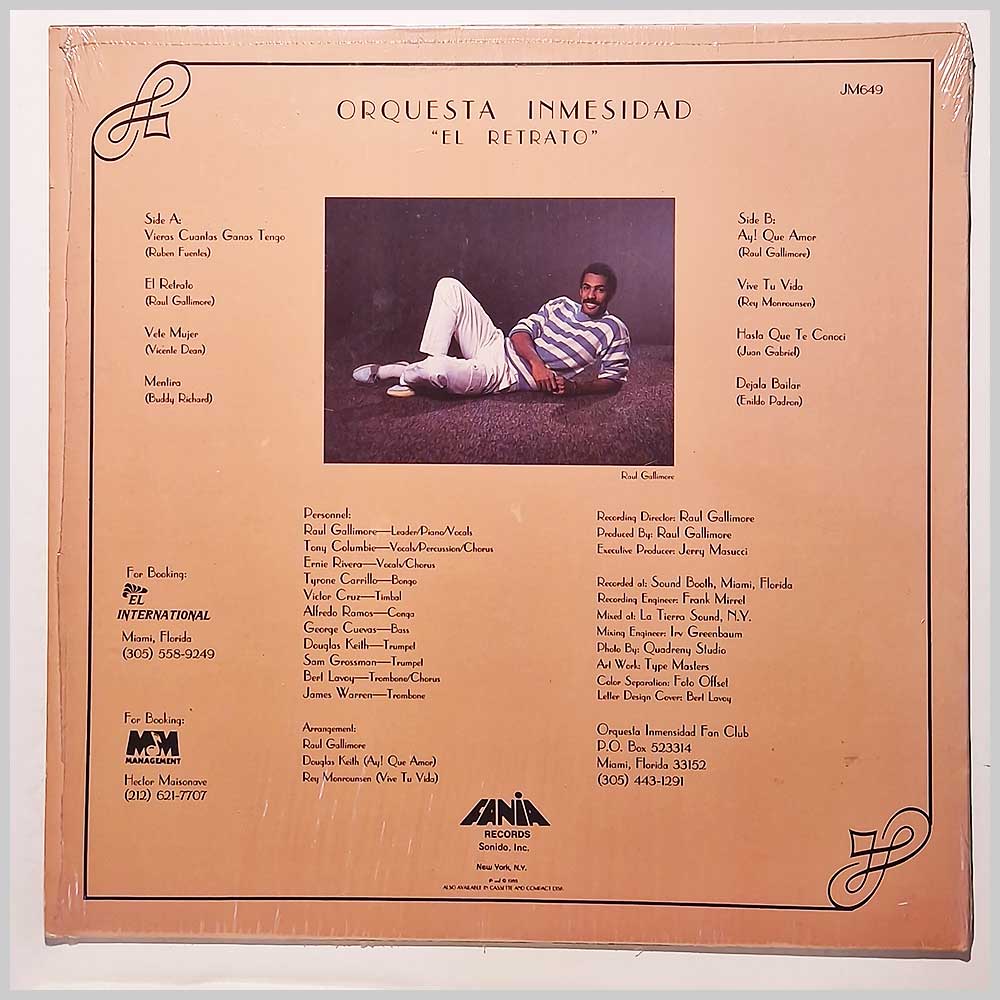 JM649
ORQUESTA INMESIDAD
"EL RETRATO"
Side A:
Vieras Cuantas Ganas Tengo
(Ruben Fuentes)
El Retrato
(Raul Gallimore)
Vete Mujer
(Vicente Dean)
Mentira
(Buddy Richard)
Side B:
Ay! Que Amor
(Raul Gallimore)
Vive Tu Vida
(Rey Monrounsen)
Hasta Que Te Conoci
(Juan Gabriel)
Dejala Bailar
(Enildo Padron)
Raul Gallimore
Personnel:
Raul Gallimore—Leader/Piano/Vocals
Tony Columbie—Vocals/Percussion/Chorus
Ernie Rivera—Vocals/Chorus
Tyrone Carrillo—Bongo
Victor Cruz—Timbal
Alfredo Ramos—Conga
George Cuevas—Bass
Douglas Keith—Trumpet
Sam Grossman—Trumpet
Bert Lavoy—Trombone/Chorus
James Warren—Trombone
Arrangement:
Raul Gallimore
Douglas Keith (Ay! Que Amor)
Rey Monrounsen (Vive Tu Vida)
Recording Director: Raul Gallimore
Produced By: Raul Gallimore
Executive Producer: Jerry Masucci
Recorded at: Sound Booth, Miami, Florida
Recording Engineer: Frank Mirret
Mixed at: La Tierra Sound, N.Y.
Mixing Engineer: Irv Greenbaum
Photo By: Quadreny Studio
Art Work: Type Masters
Color Separation: Foto Offset
Letter Design Cover: Bert Lavoy
Orquesta Inmensidad Fan Club
P.O. Box 523314
Miami, Florida 33152
(305) 443-1291
For Booking:
EL
INTERNATIONAL
Miami, Florida
(305) 558-9249
For Booking:
M&M
MANAGEMENT
Hector Maisonave
(212) 621-7707
FANIA
RECORDS
Sonido, Inc.
New York, N.Y.
ALSO AVAILABLE IN CASSETTE AND COMPACT DISK